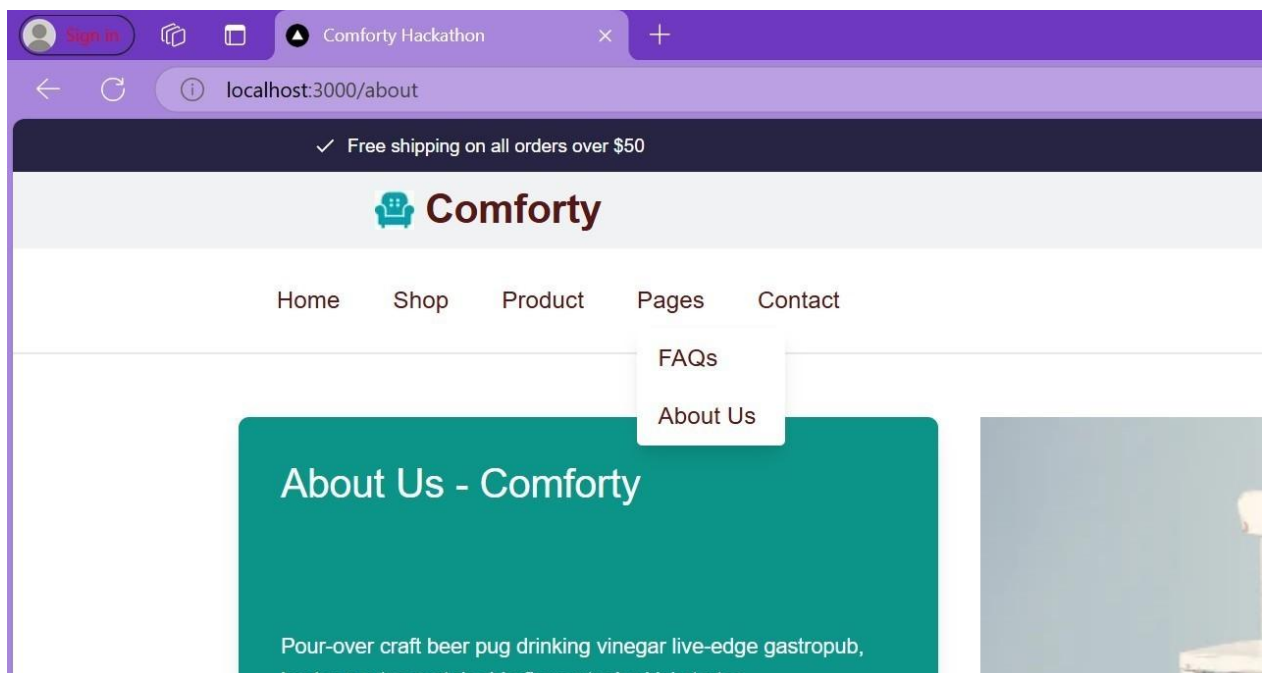 Sign in
Comforty Hackathon
localhost:3000/about
Free shipping on all orders over $50
Comforty
Home Shop Product Pages Contact
FAQs
About Us
About Us - Comforty
Pour-over craft beer pug drinking vinegar live-edge gastropub,